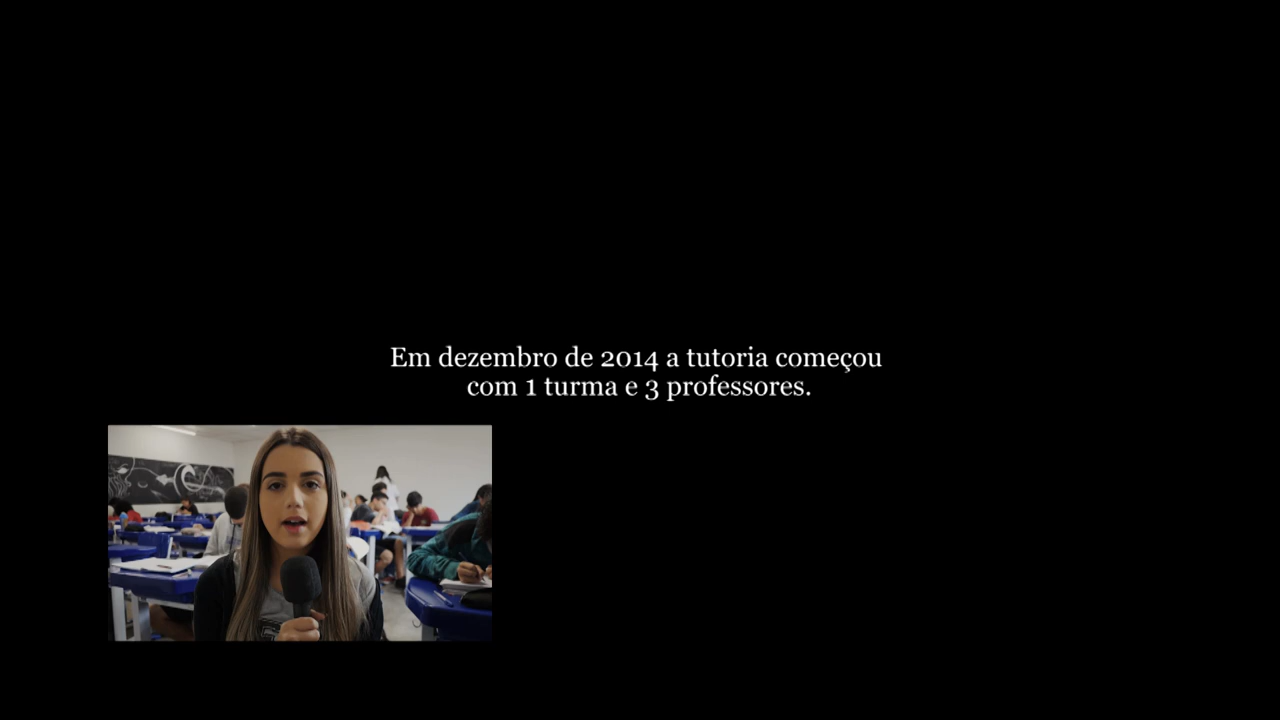 Em dezembro de 2014 a tutoria começou
com 1 turma e 3 professores.